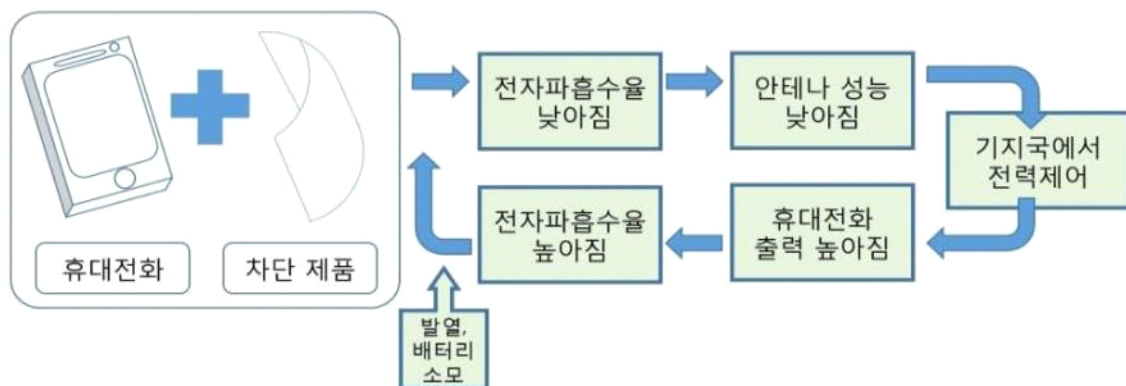 휴대전화
차단 제품
전자파흡수율
낮아짐
안테나 성능
낮아짐
기지국에서
전력제어
휴대전화
출력 높아짐
전자파흡수율
높아짐
발열,
배터리
소모